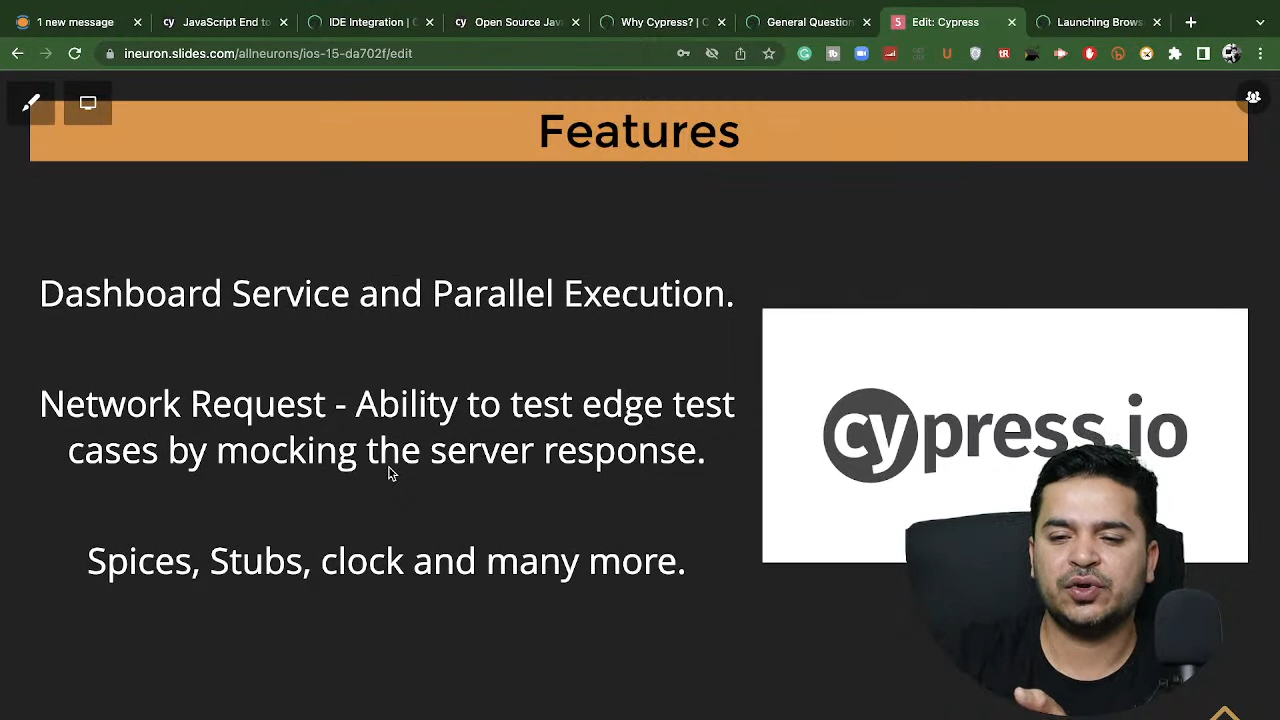 1 new message
JavaScript End to
IDE Integration | C
Open Source Jav
Why Cypress? | C
General Question
Edit: Cypress
Launching Brows
ineuron.slides.com/allneurons/ios-15-da702f/edit
Features
Dashboard Service and Parallel Execution.
Network Request - Ability to test edge test
cases by mocking the server response.
Spices, Stubs, clock and many more.
cypress.io